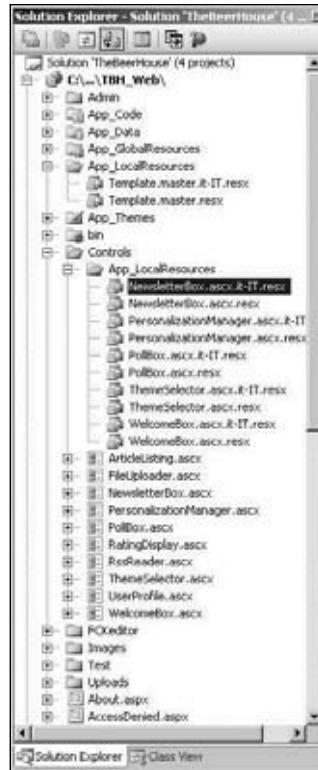 Solution Explorer - Solution 'TheBeerHouse' (4
Solution 'TheBeerHouse' (4 projects)
C:\...\TBH_Web\
Admin
App_Code
App_Data
App_GlobalResources
App_LocalResources
Template.master.it-IT.resx
Template.master.resx
App_Themes
bin
Controls
App_LocalResources
NewsletterBox.ascx.it-IT.resx
NewsletterBox.ascx.resx
PersonalizationManager.ascx.it-IT
PersonalizationManager.ascx.resx
PollBox.ascx.it-IT.resx
PollBox.ascx.resx
ThemeSelector.ascx.it-IT.resx
ThemeSelector.ascx.resx
WelcomeBox.ascx.it-IT.resx
WelcomeBox.ascx.resx
ArticleListing.ascx
FileUploader.ascx
NewsletterBox.ascx
PersonalizationManager.ascx
PollBox.ascx
RatingDisplay.ascx
RssReader.ascx
ThemeSelector.ascx
UserProfile.ascx
WelcomeBox.ascx
FCKeditor
Images
Test
Uploads
About.aspx
AccessDenied.aspx
Solution Explorer Class View